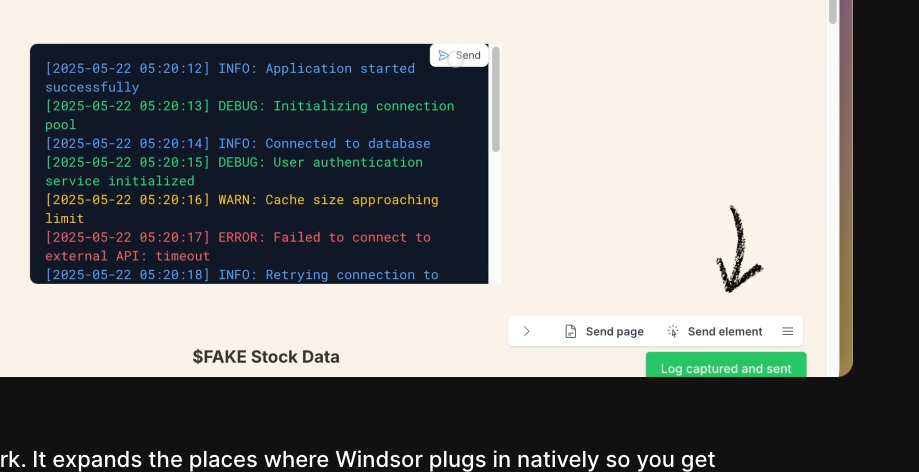 Send
[2025-05-22 05:20:12] INFO: Application started
successfully
[2025-05-22 05:20:13] DEBUG: Initializing connection
pool
[2025-05-22 05:20:14] INFO: Connected to database
[2025-05-22 05:20:15] DEBUG: User authentication
service initialized
[2025-05-22 05:20:16] WARN: Cache size approaching
limit
[2025-05-22 05:20:17] ERROR: Failed to connect to
external API: timeout
[2025-05-22 05:20:18] INFO: Retrying connection to
Send page Send element
$FAKE Stock Data
Log captured and sent
rk. It expands the places where Windsor plugs in natively so you get